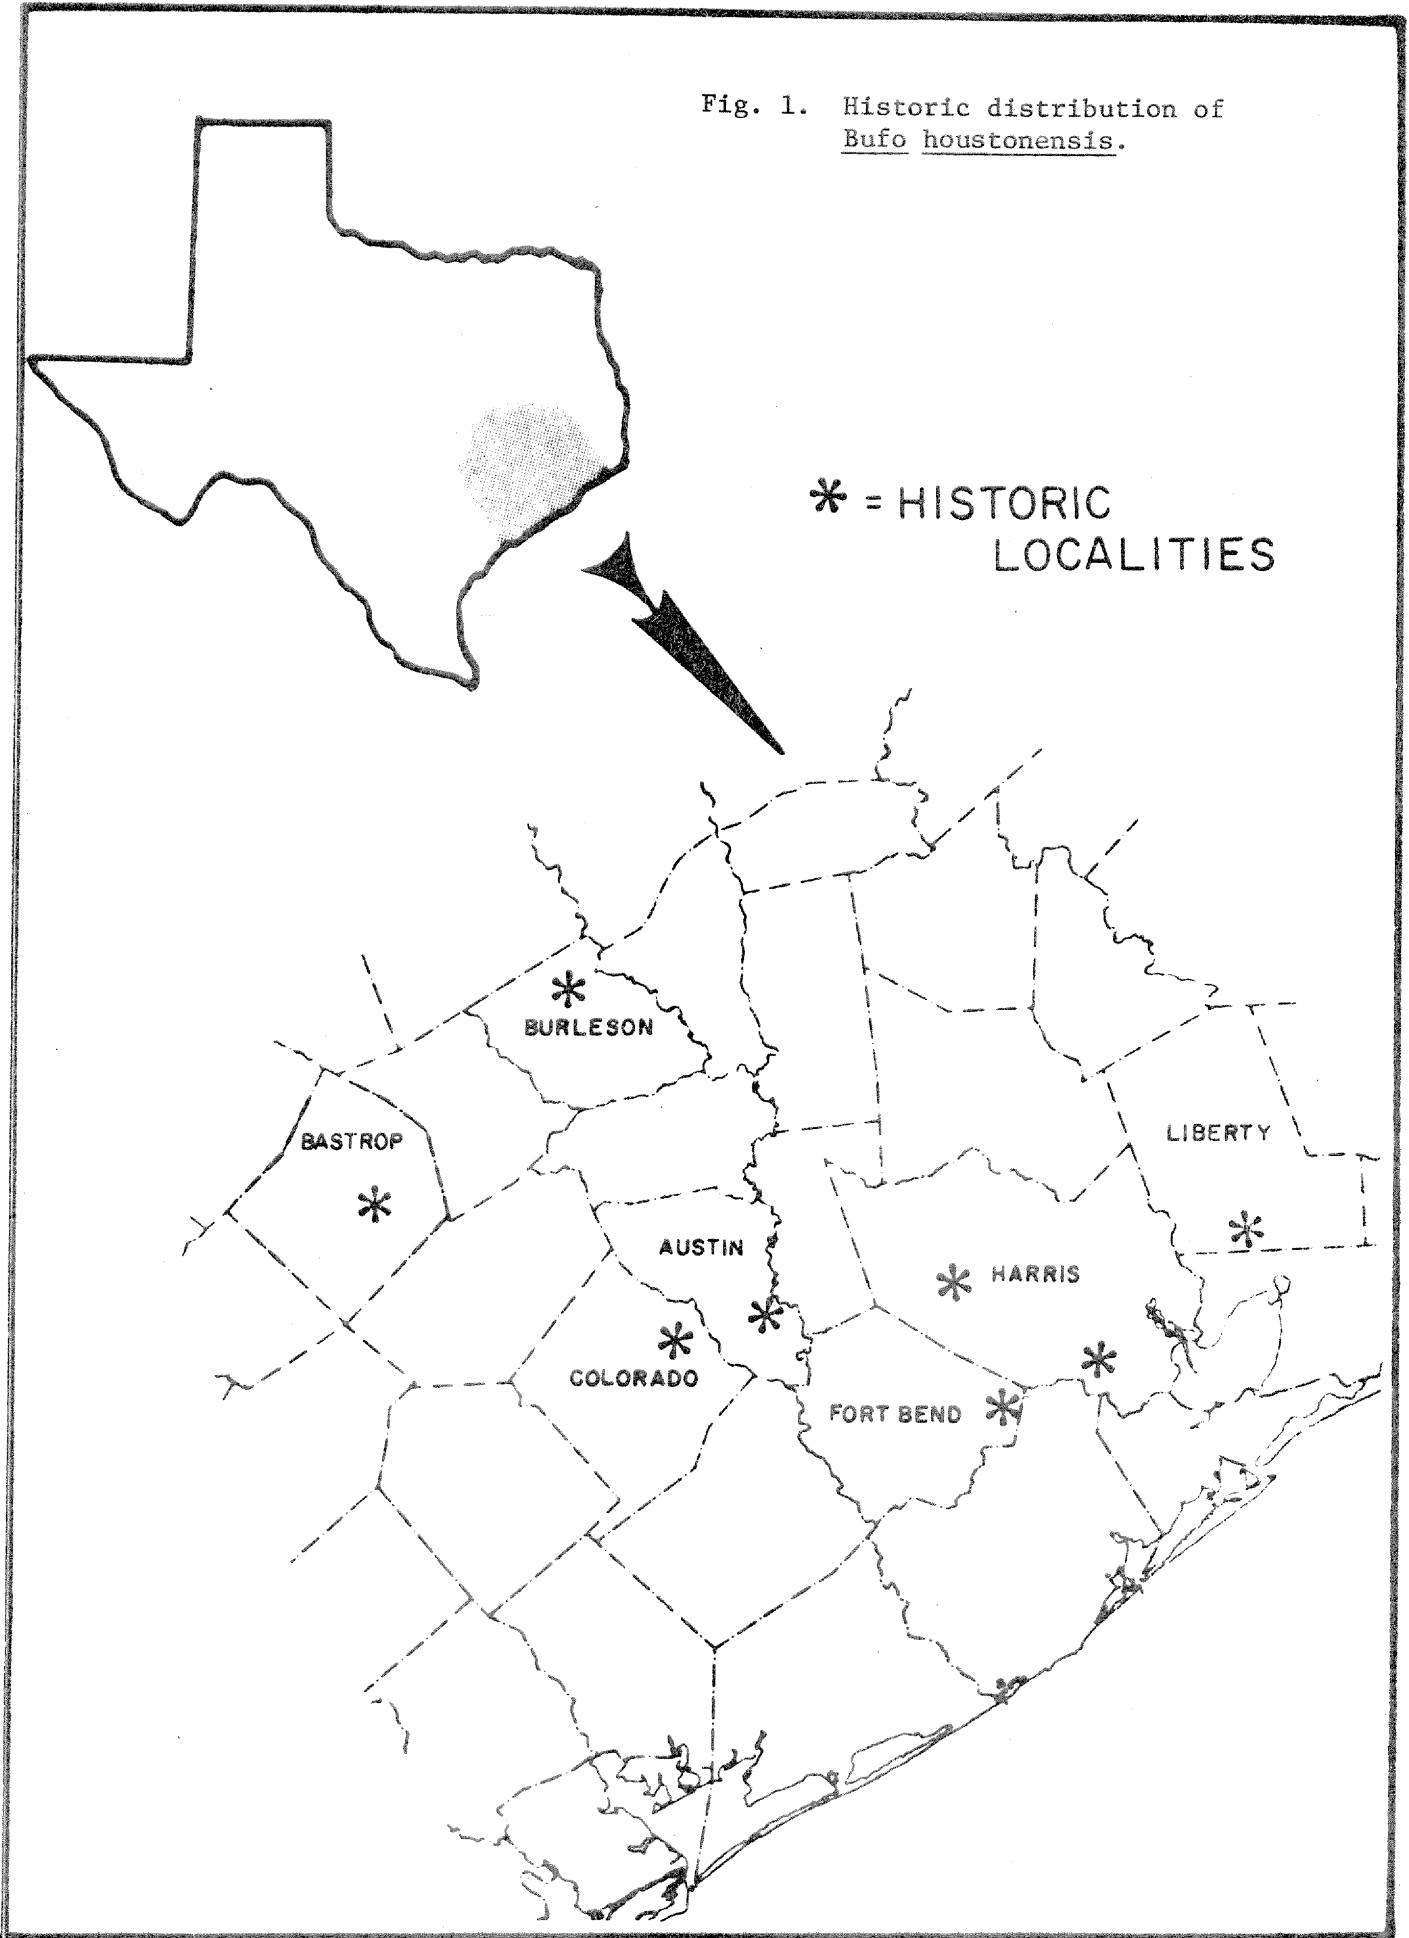 Fig. 1. Historic distribution of
Bufo houstonensis.
* = HISTORIC
LOCALITIES
BURLESON
BASTROP
LIBERTY
AUSTIN
HARRIS
COLORADO
FORT BEND